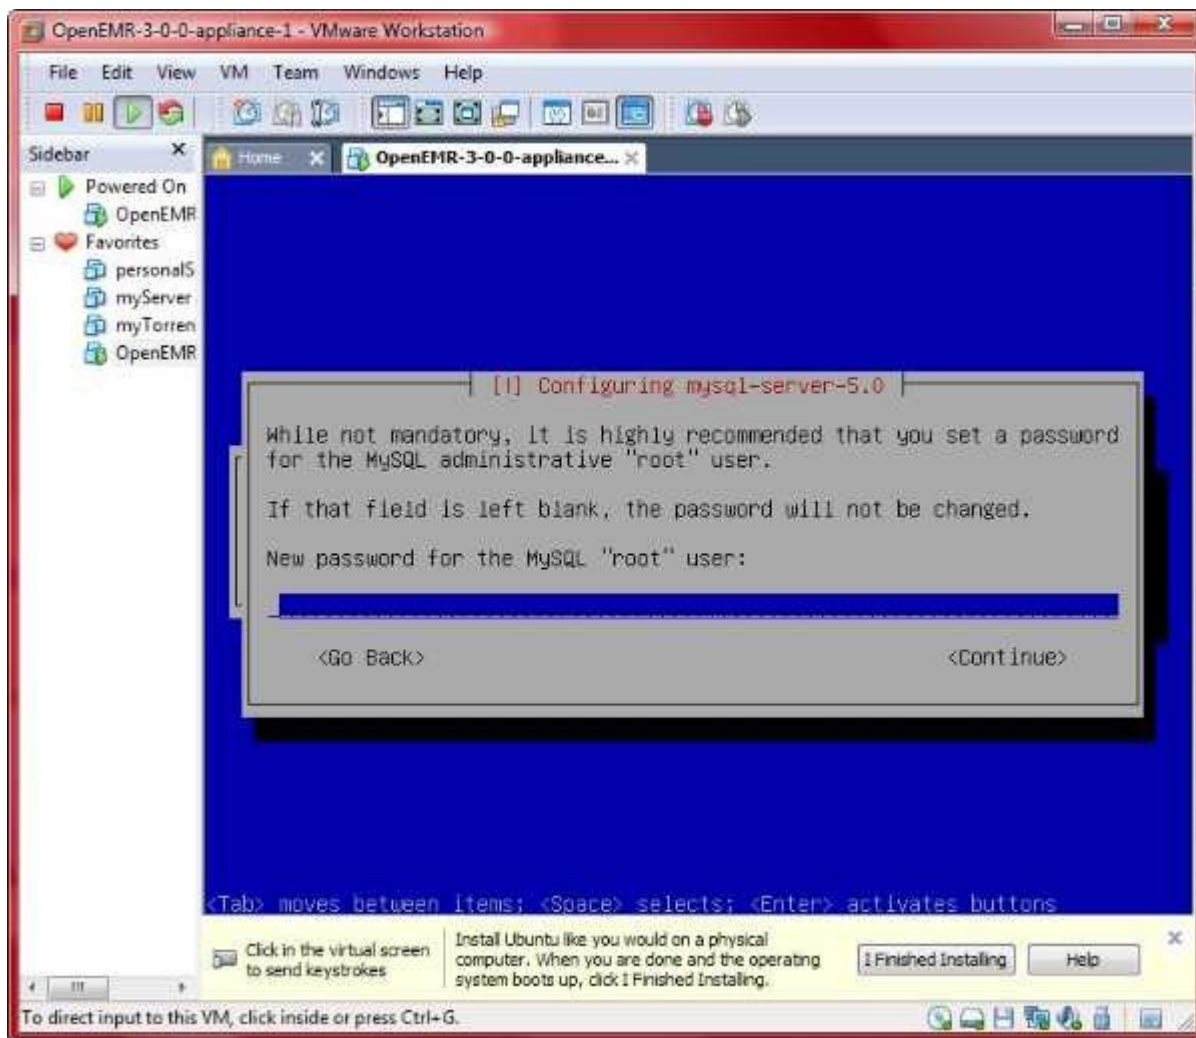 OpenEMR-3-0-0-appliance-1 - VMware Workstation
File Edit View VM Team Windows Help
Sidebar
Home
OpenEMR-3-0-0-appliance...
Powered On
OpenEMR
Favorites
personalS
myServer
myTorren
OpenEMR
[!] Configuring mysql-server-5.0
While not mandatory, it is highly recommended that you set a password
for the MySQL administrative "root" user.
If that field is left blank, the password will not be changed.
New password for the MySQL "root" user:
<Go Back> <Continue>
<Tab> moves between items; <Space> selects; <Enter> activates buttons
Click in the virtual screen
to send keystrokes
Install Ubuntu like you would on a physical
computer. When you are done and the operating
system boots up, click I Finished Installing.
I Finished Installing
Help
To direct input to this VM, click inside or press Ctrl+G.